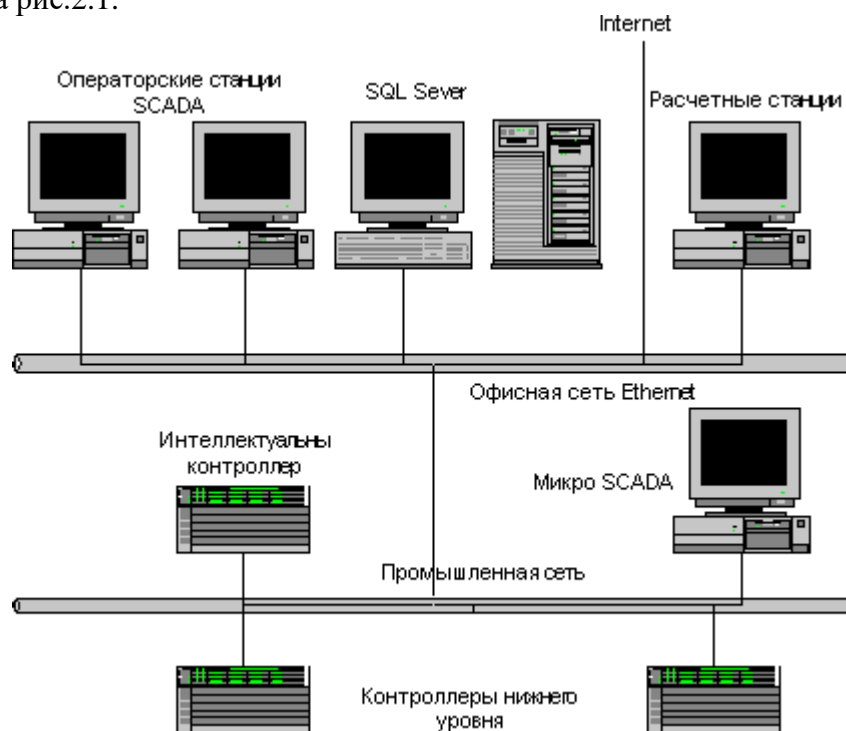 а рис.2.1.
Internet
Операторские станции
SCADA
SQL Sever
Расчетные станции
Офисная сеть Ethernet
Интеллектуальны
контроллер
Микро SCADA
Промышленная сеть
Контроллеры нижнего
уровня